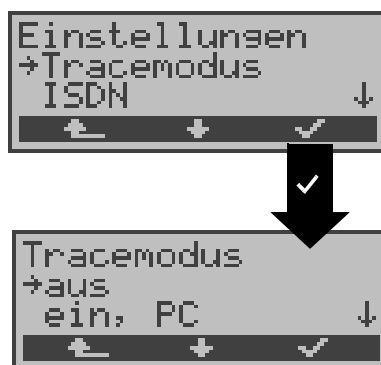 Einstellungen
→Tracemodus
ISDN ↓
Tracemodus
→aus
ein, PC ↓